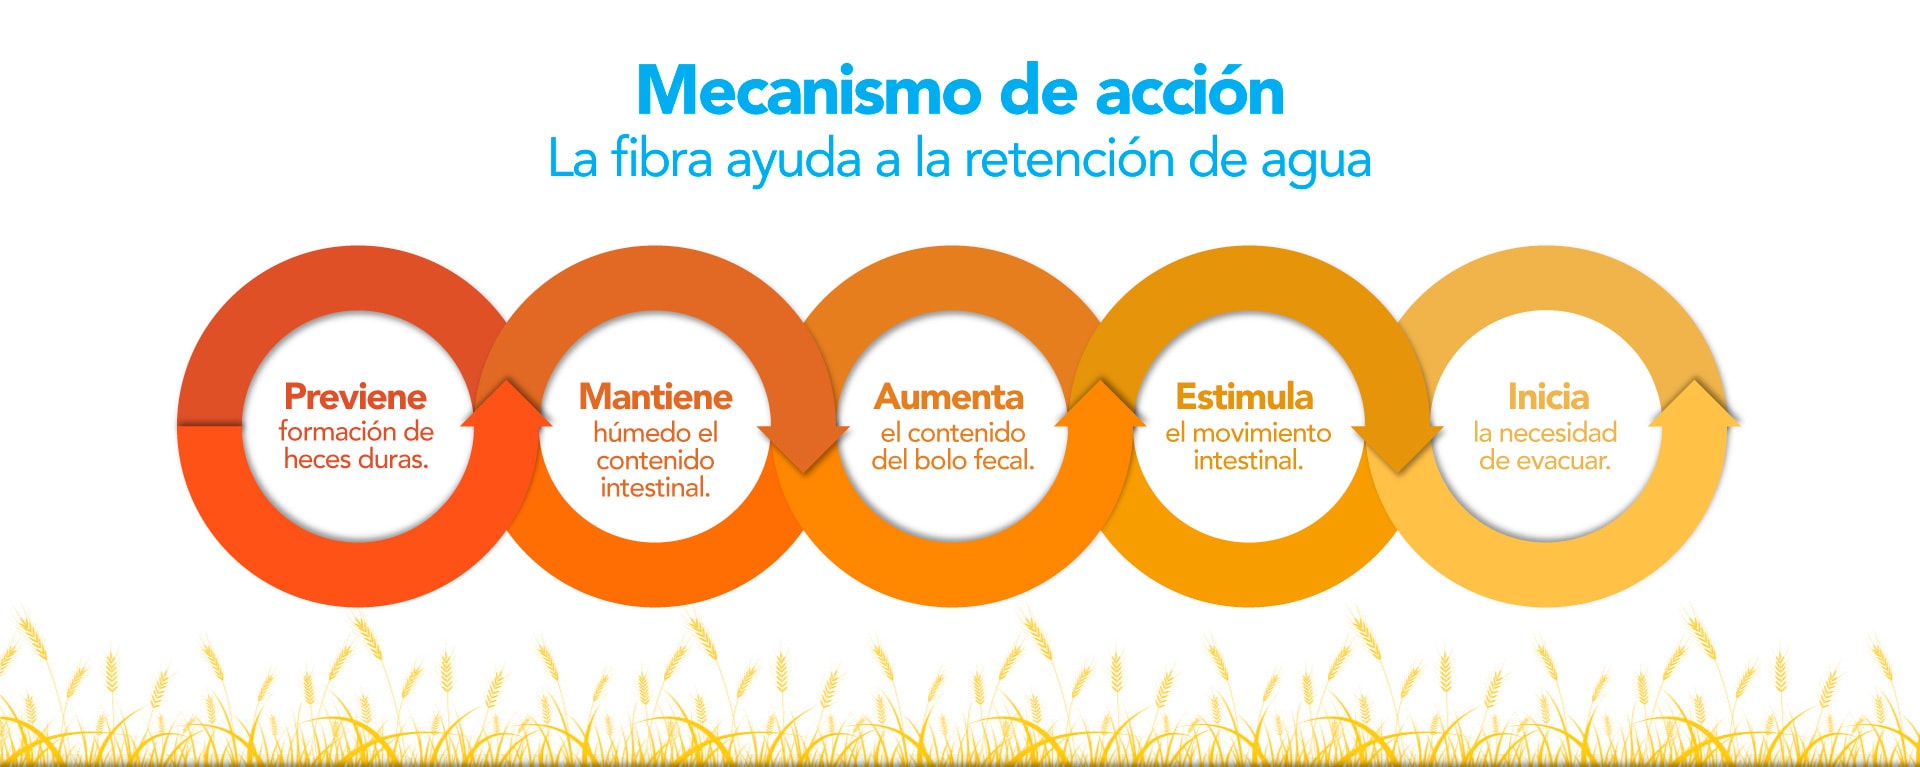 Mecanismo de acción
La fibra ayuda a la retención de agua
Previene
formación de
heces duras.
Mantiene
húmedo el
contenido
intestinal.
Aumenta
el contenido
del bolo fecal.
Estimula
el movimiento
intestinal.
Inicia
la necesidad
de evacuar.